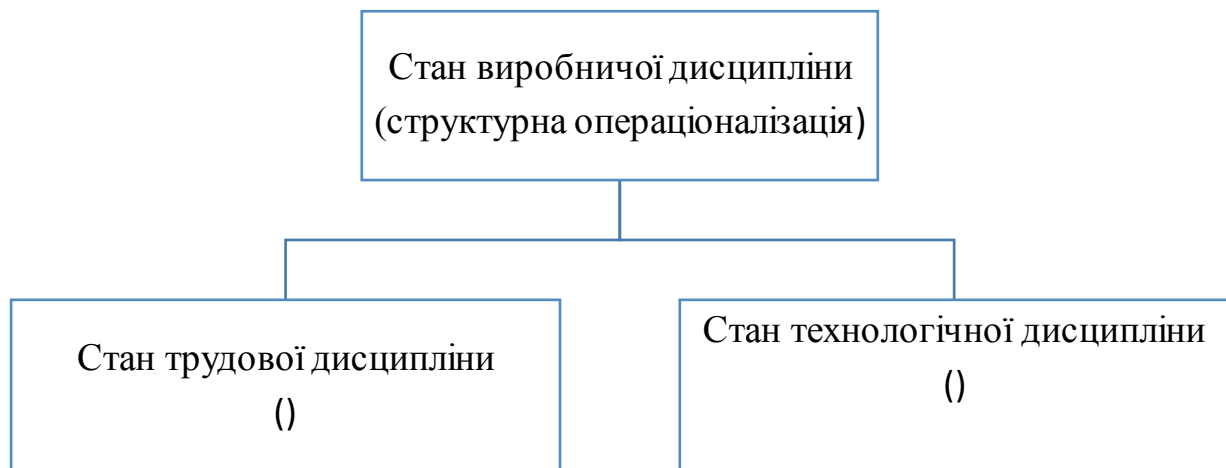 Стан виробничої дисципліни
(структурна операціоналізація)
Стан трудової дисципліни
()
Стан технологічної дисципліни
()